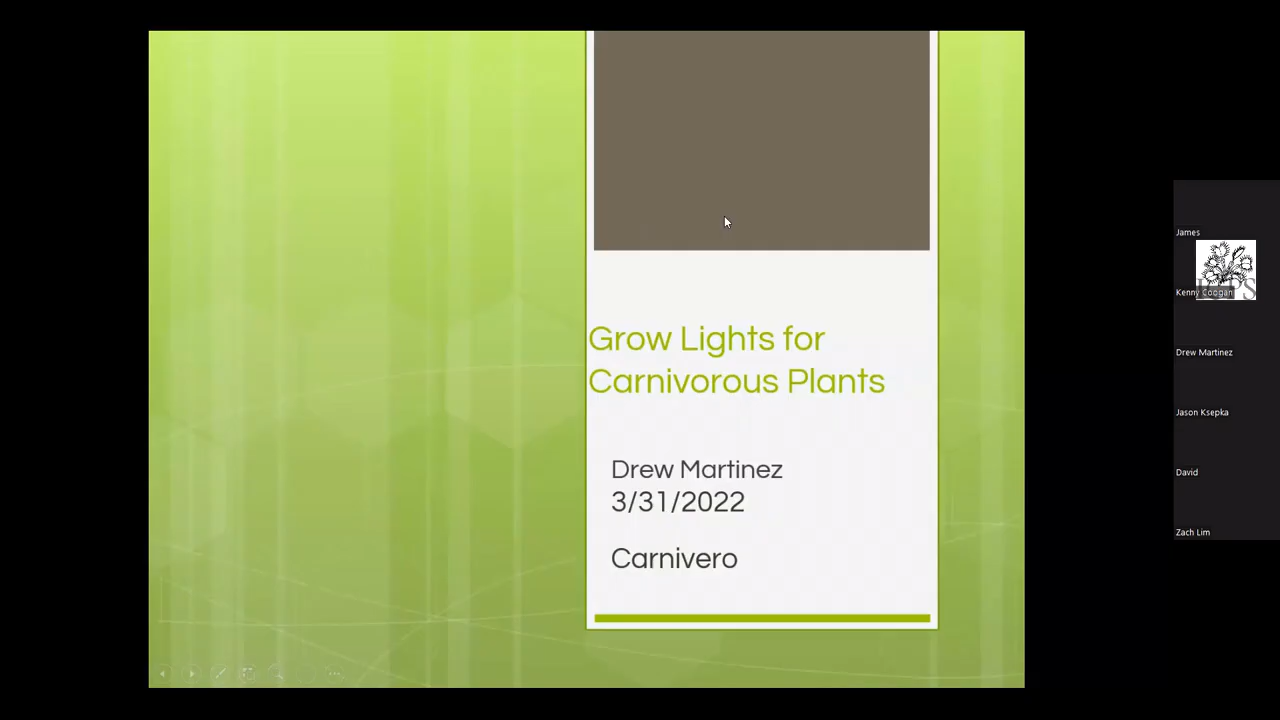 Grow Lights for
Carnivorous Plants
Drew Martinez
3/31/2022
Carnivero
James
Kenny Coogan
Drew Martinez
Jason Ksepka
David
Zach Lim